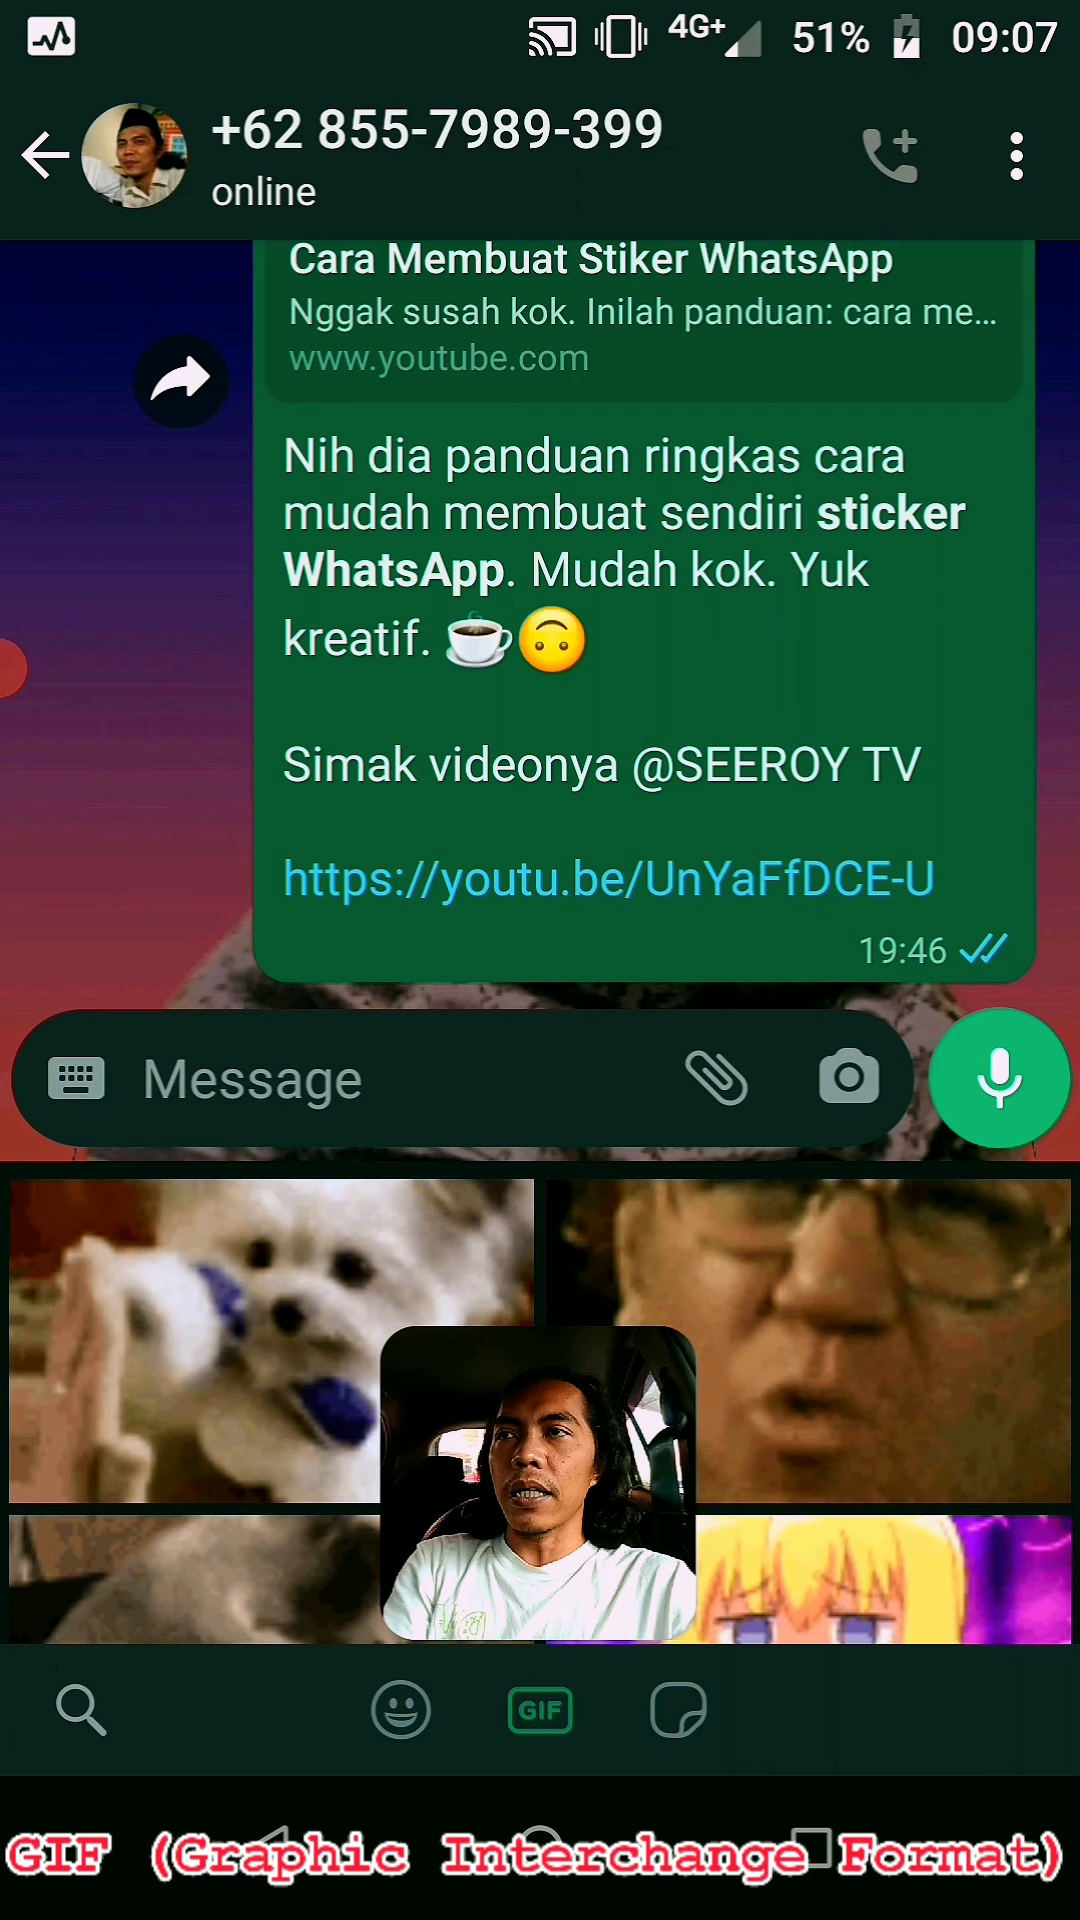 4G+ 51% 09:07
+62 855-7989-399
online
Cara Membuat Stiker WhatsApp
Nggak susah kok. Inilah panduan: cara me...
www.youtube.com
Nih dia panduan ringkas cara
mudah membuat sendiri sticker
WhatsApp. Mudah kok. Yuk
kreatif. ☕🙃
Simak videonya @SEEROY TV
https://youtu.be/UnYaFfDCE-U
19:46
Message
GIF
GIF (Graphic Interchange Format)